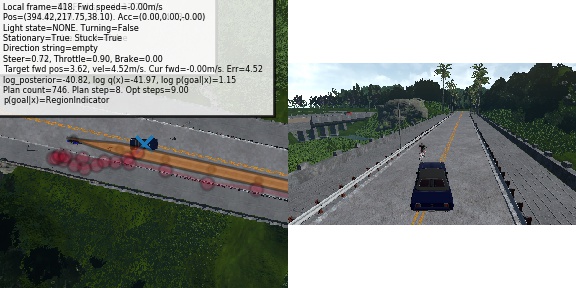 Local frame=418. Fwd speed=-0.00m/s
Pos=(394.42,217.75,38.10). Acc=(0.00,0.00,-0.00)
Light state=NONE. Turning=False
Stationary=True. Stuck=True
Direction string=empty
Steer=0.72, Throttle=0.90, Brake=0.00
Target fwd pos=3.62, vel=4.52m/s. Cur fwd=-0.00m/s. Err=4.52
log_posterior=-40.82, log q(x)=-41.97, log p(goal|x)=1.15
Plan count=746. Plan step=8. Opt steps=9.00
p(goal|x)=RegionIndicator